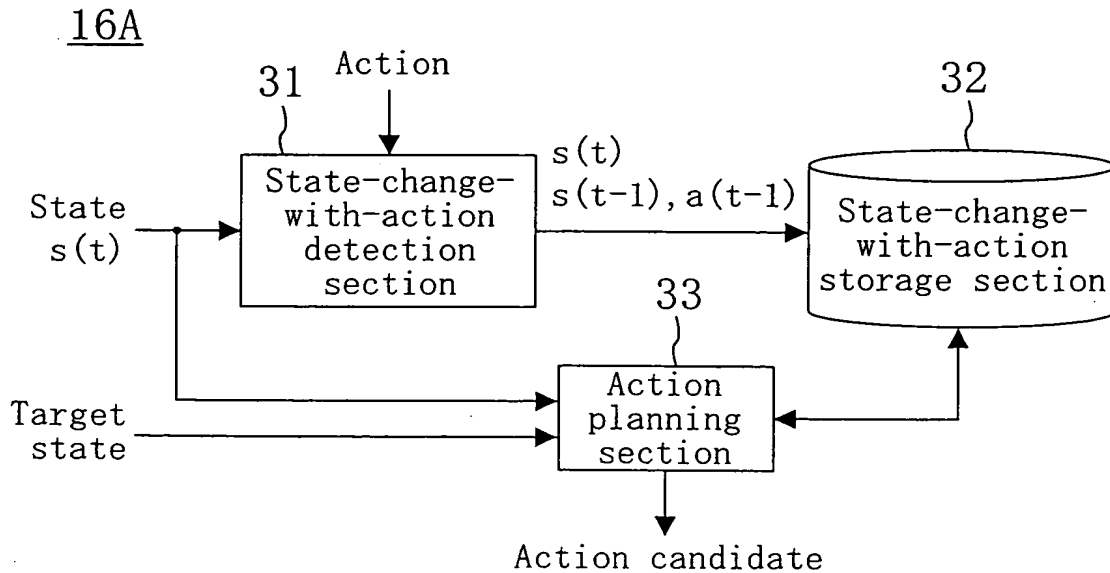 16A
Action
31
32
State-change-
with-action
detection
section
s(t)
s(t-1), a(t-1)
State
s(t)
State-change-
with-action
storage section
33
Action
planning
section
Target
state
Action candidate